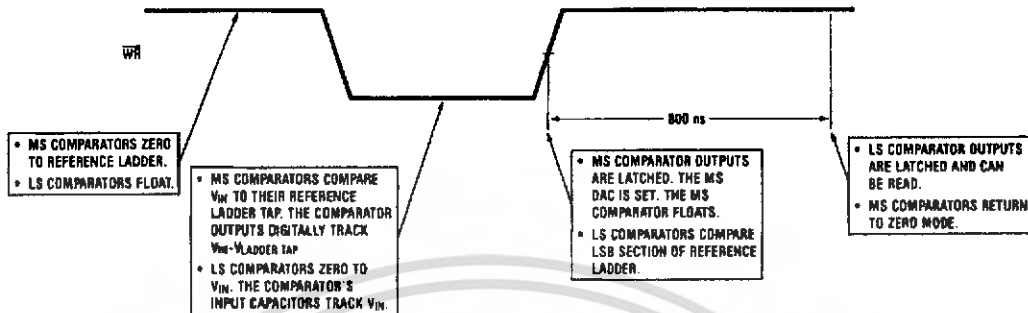 W̅R̅
800 ns
• MS COMPARATORS ZERO
TO REFERENCE LADDER.
• LS COMPARATORS FLOAT.
• MS COMPARATORS COMPARE
VIN TO THEIR REFERENCE
LADDER TAP. THE COMPARATOR
OUTPUTS DIGITALLY TRACK
VIN-VLADDER TAP
• LS COMPARATORS ZERO TO
VIN. THE COMPARATOR'S
INPUT CAPACITORS TRACK VIN.
• MS COMPARATOR OUTPUTS
ARE LATCHED. THE MS
DAC IS SET. THE MS
COMPARATOR FLOATS.
• LS COMPARATORS COMPARE
LSB SECTION OF REFERENCE
LADDER.
• LS COMPARATOR OUTPUTS
ARE LATCHED AND CAN
BE READ.
• MS COMPARATORS RETURN
TO ZERO MODE.